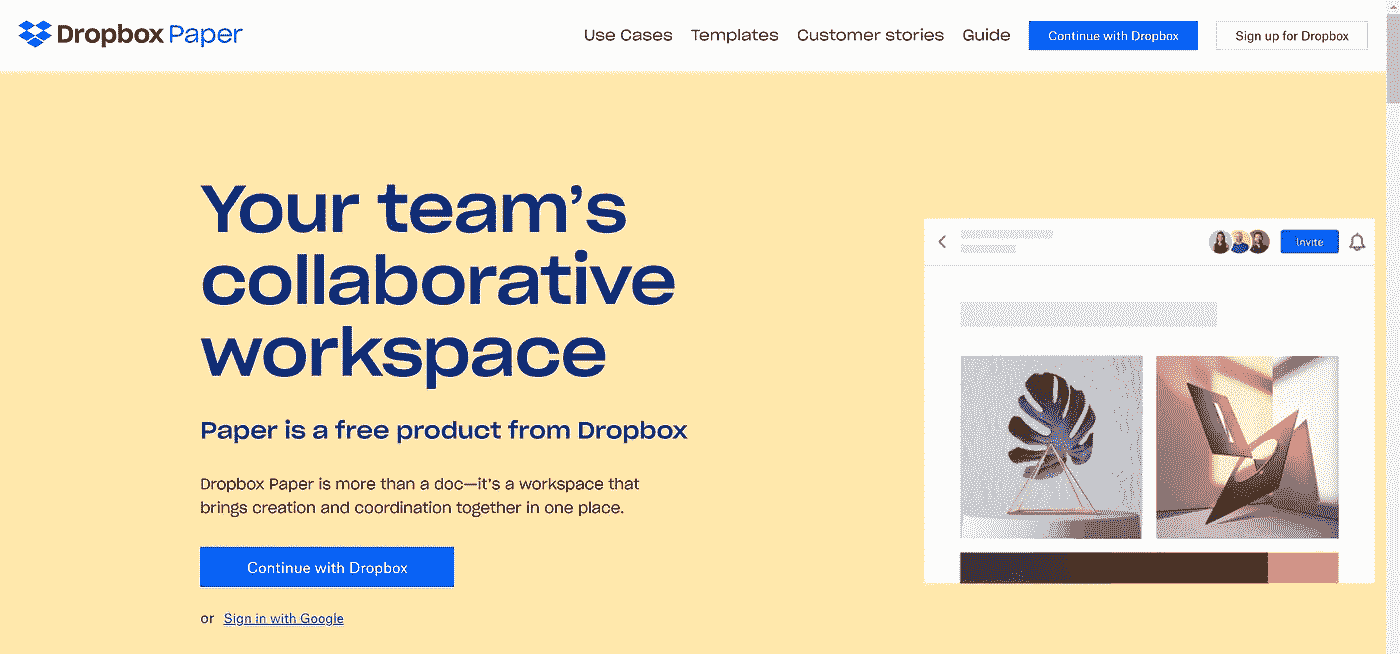 Dropbox Paper
Use Cases Templates Customer stories Guide Continue with Dropbox Sign up for Dropbox
Your team’s
collaborative
workspace
Paper is a free product from Dropbox
Dropbox Paper is more than a doc—it’s a workspace that
brings creation and coordination together in one place.
Continue with Dropbox
or Sign in with Google
Invite